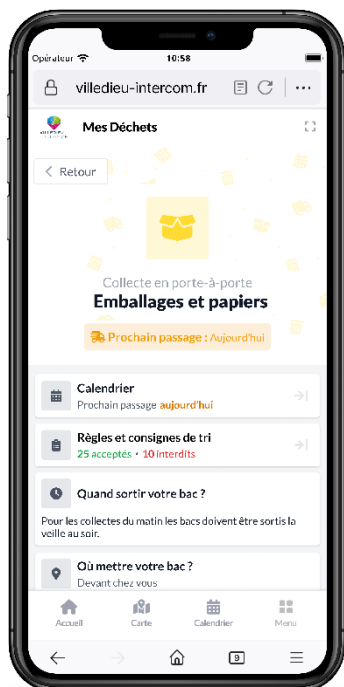 Opérateur 10:58
villedieu-intercom.fr
Mes Déchets
Retour
Collecte en porte-à-porte
Emballages et papiers
Prochain passage : Aujourd'hui
Calendrier
Prochain passage aujourd'hui
Règles et consignes de tri
25 acceptés • 10 interdits
Quand sortir votre bac ?
Pour les collectes du matin les bacs doivent être sortis la
veille au soir.
Où mettre votre bac ?
Devant chez vous
Accueil Carte Calendrier Menu
9